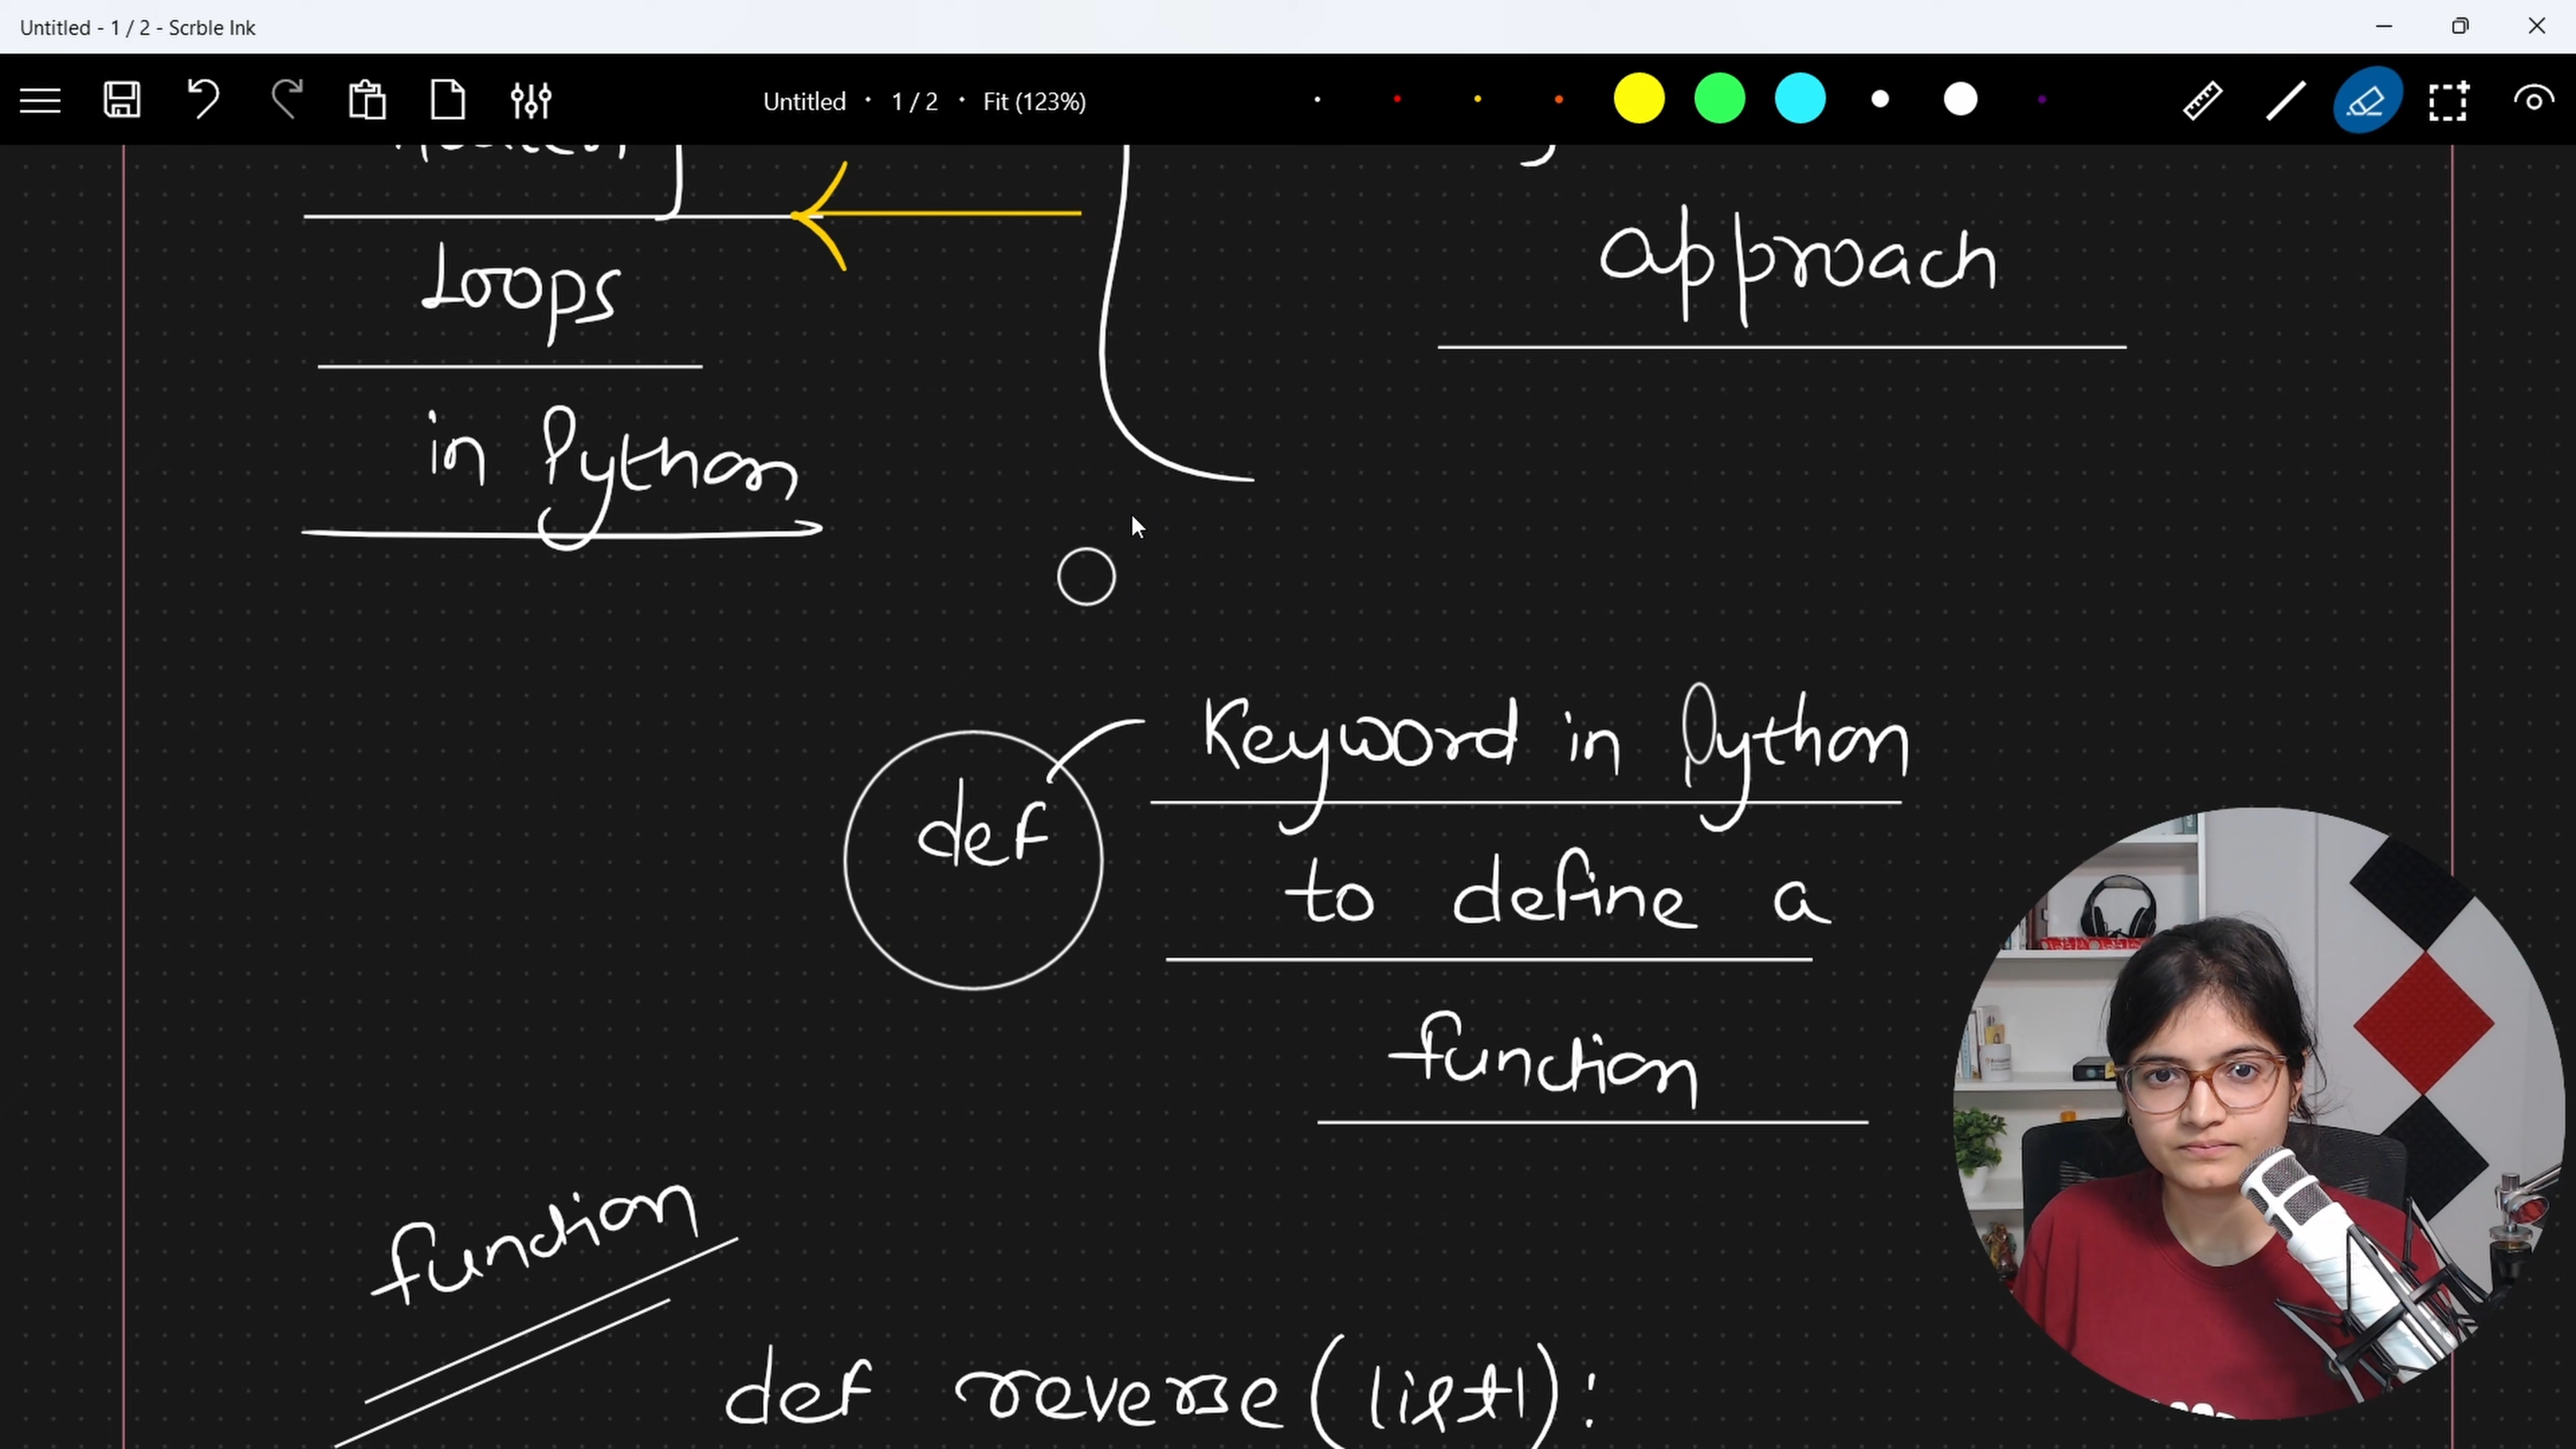 Untitled - 1 / 2 - Scrble Ink
Untitled • 1 / 2 • Fit (123%)
Loops
in Python
approach
def
Keyword in Python
to define a
function
function
def reverse(list1):